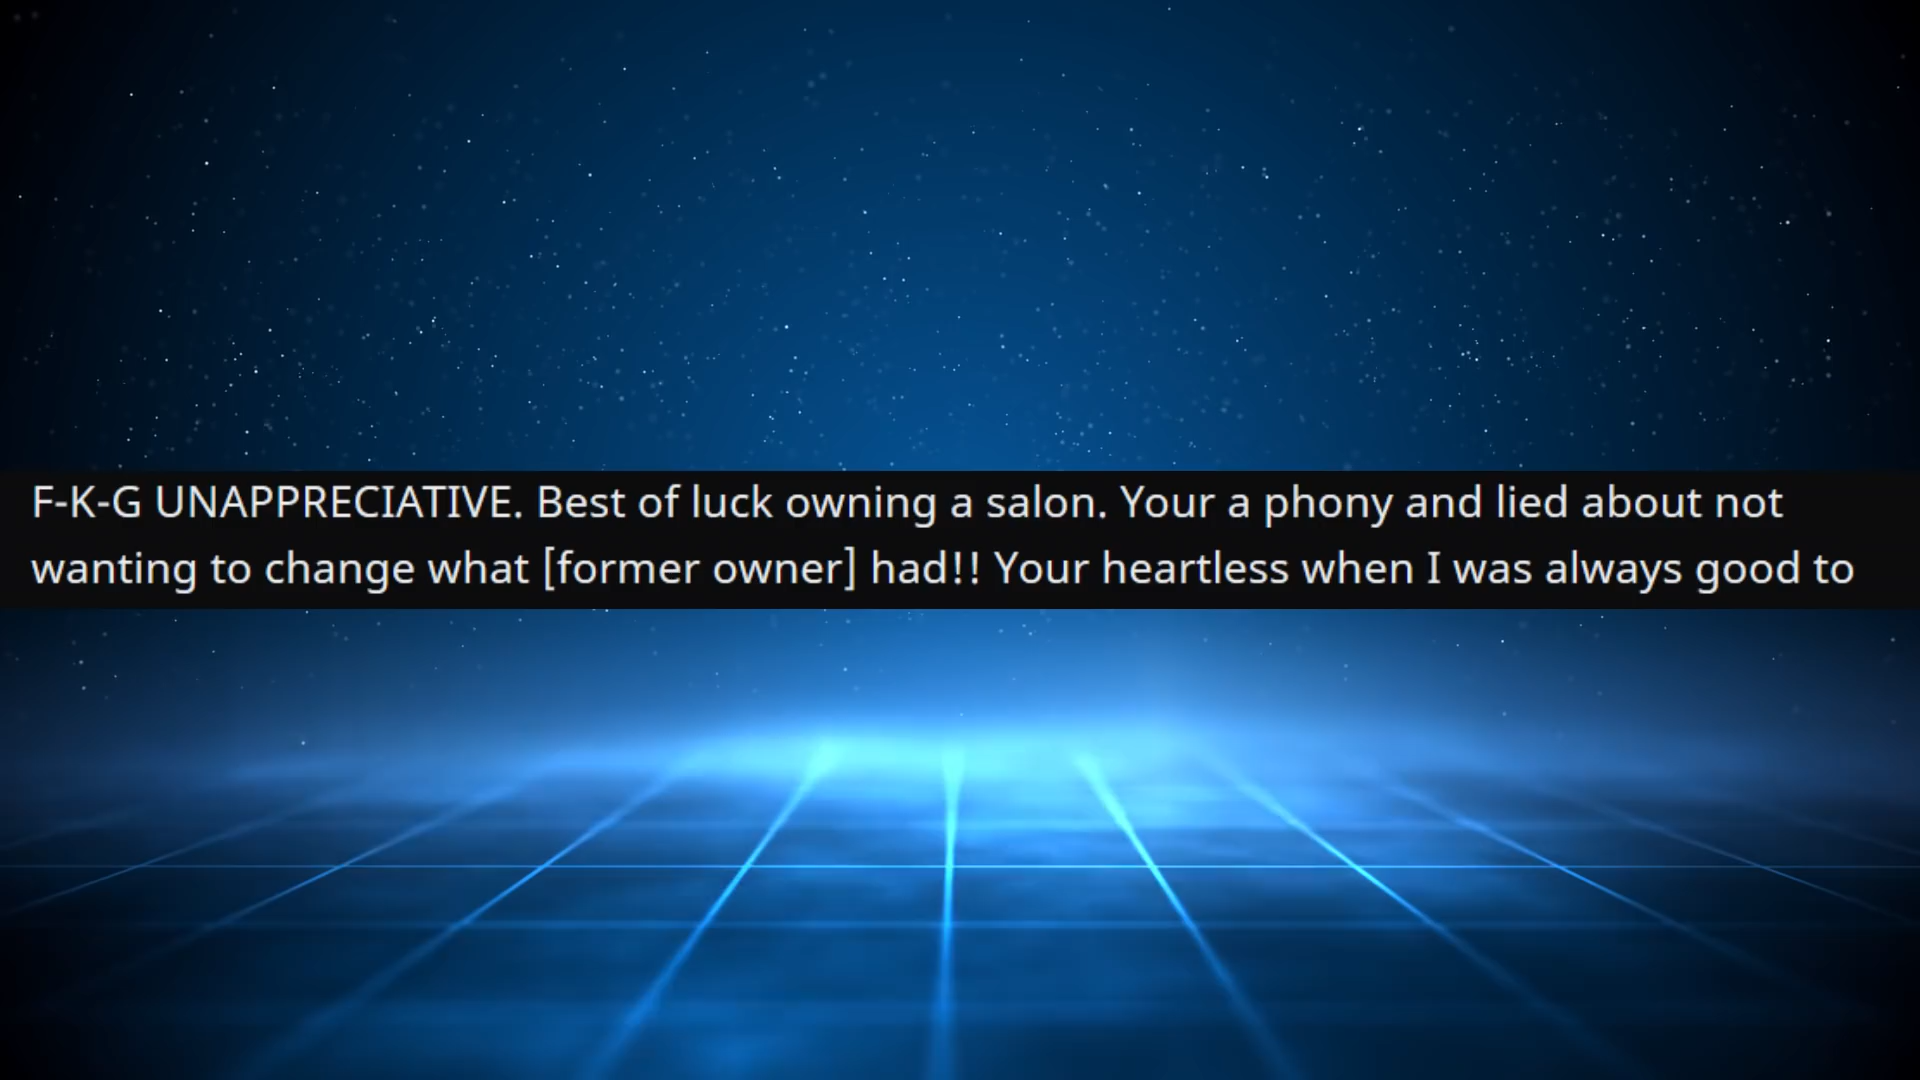 F-K-G UNAPPRECIATIVE. Best of luck owning a salon. Your a phony and lied about not
wanting to change what [former owner] had!! Your heartless when I was always good to